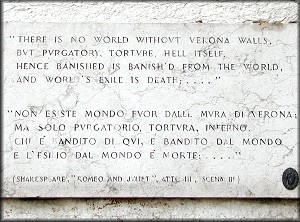 "THERE IS NO WORLD WITHOVT VERONA WALLS,
BVT PVRGATORY, TORTVRE, HELL ITSELF.
HENCE BANISHED IS BANISH'D FROM THE WORLD,
AND WORLD'S EXILE IS DEATH; . . . . ."
"NON ESISTE MONDO FVOR DALLE MVRA DI VERONA;
MA SOLO PVRGATORIO, TORTVRA, INFERNO.
CHI È BANDITO DI QVI, È BANDITO DAL MONDO
E L'ESILIO DAL MONDO È MORTE; . . . ."
(SHAKESPEARE, "ROMEO AND JVLIET", ATTO III, SCENA III)